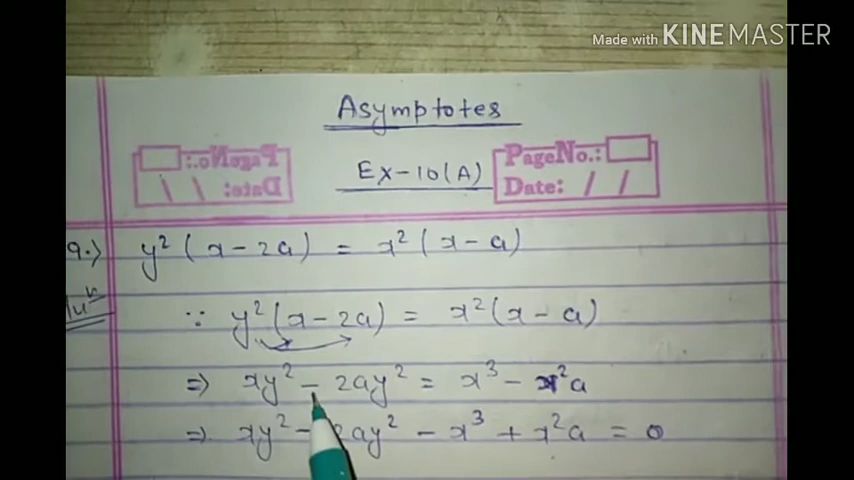 Made with KINEMASTER
Asymptotes
Ex-10(A)
PageNo.:
Date: / /
9.) y²(x-2a) = x²(x-a)
∵ y²(x-2a) = x²(x-a)
⇒ xy² - 2ay² = x³ - x²a
⇒ xy² - 2ay² - x³ + x²a = 0